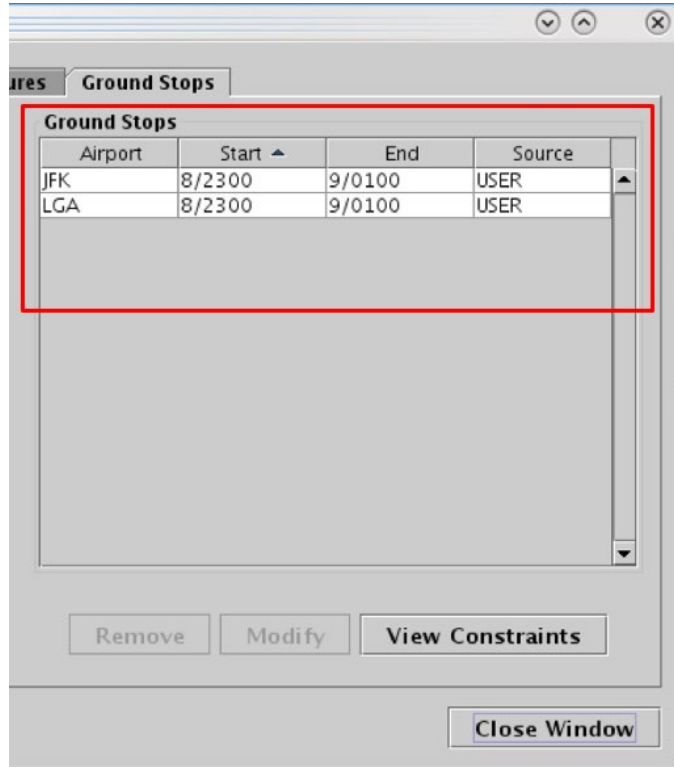 ures Ground Stops
Ground Stops
Airport Start End Source
JFK 8/2300 9/0100 USER
LGA 8/2300 9/0100 USER
Remove Modify View Constraints
Close Window